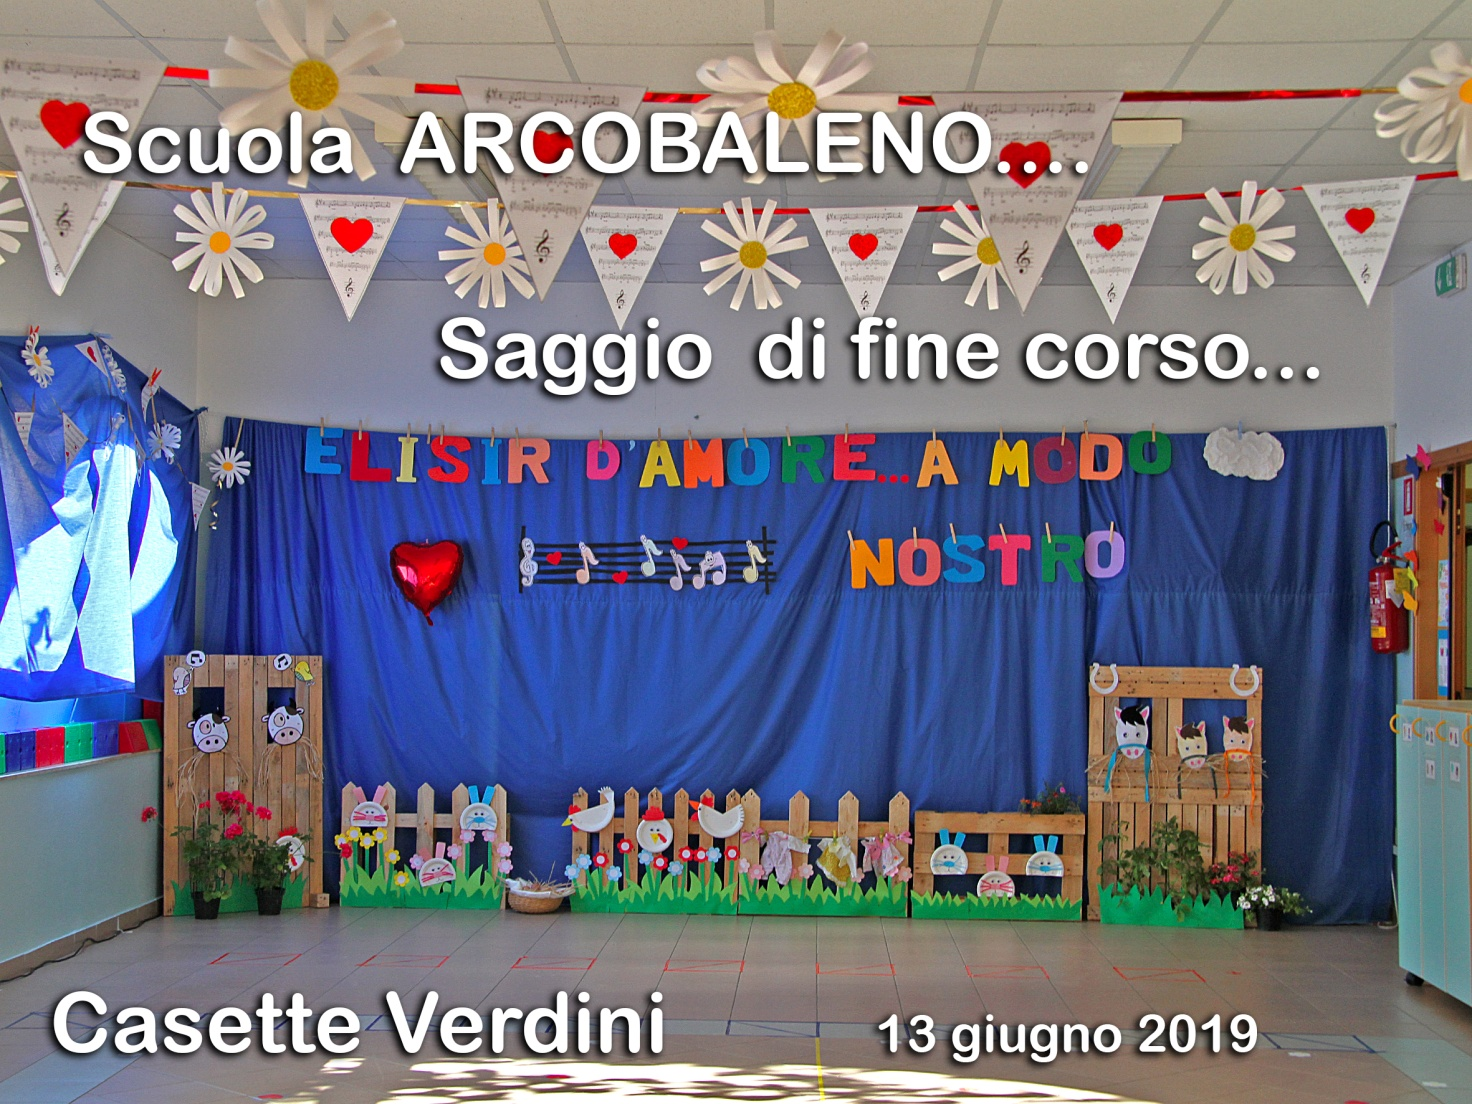 Scuola ARCOBALENO....
Saggio di fine corso...
ELISIR D'AMORE...A MODO
NOSTRO
Casette Verdini
13 giugno 2019